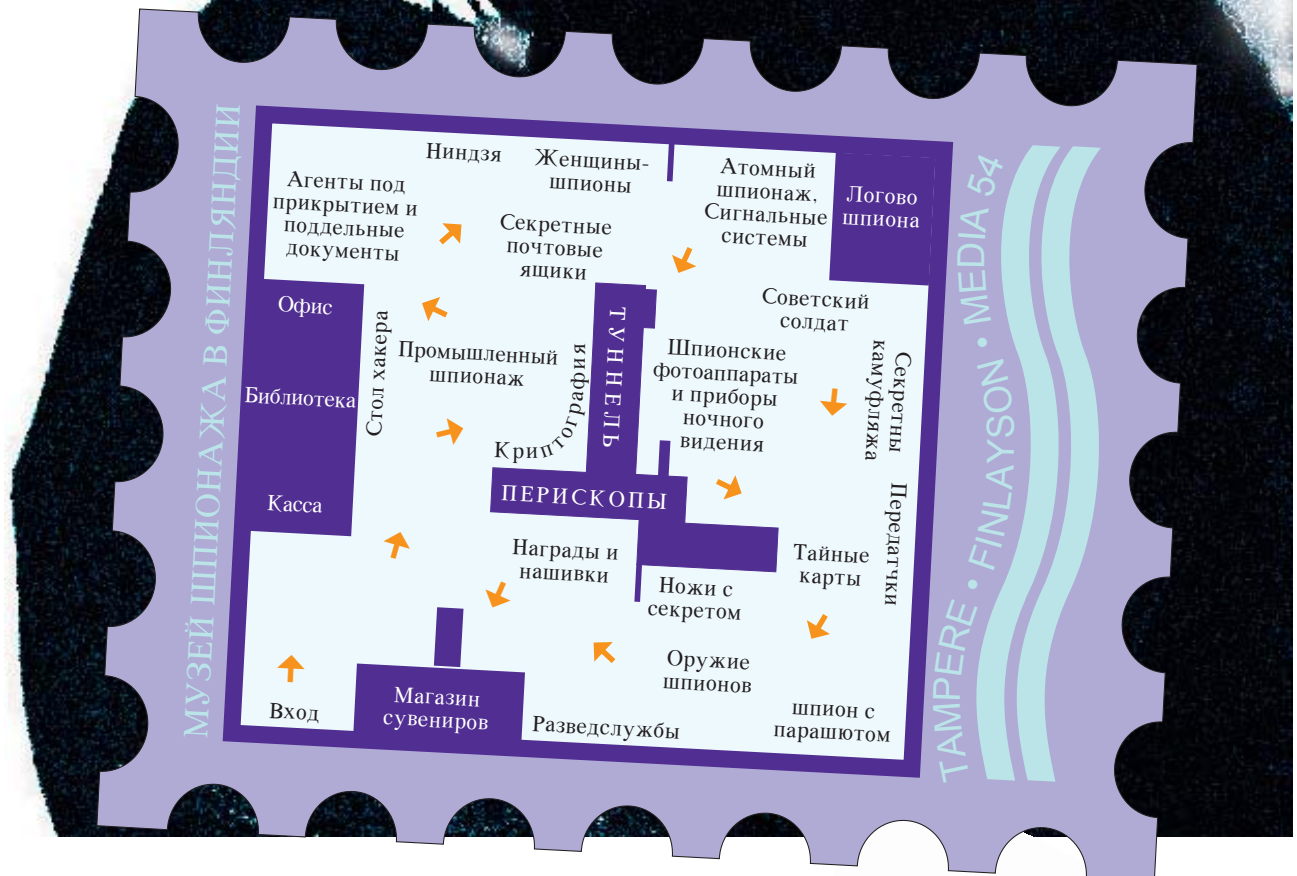 МУЗЕЙ ШПИОНАЖА В ФИНЛЯНДИИ
Ниндзя
Женщины-
шпионы
Атомный
шпионаж,
Сигнальные
системы
Логово
шпиона
Агенты под
прикрытием и
поддельные
документы
Секретные
почтовые
ящики
Советский
солдат
Офис
Библиотека
Касса
Стол хакера
Промышленный
шпионаж
Криптография
ТУННЕЛЬ
Шпионские
фотоаппараты
и приборы
ночного
видения
Секретны
камуфляжа
ПЕРИСКОПЫ
Передатчки
Награды и
нашивки
Ножи с
секретом
Тайные
карты
Оружие
шпионов
Вход
Магазин
сувениров
Разведслужбы
шпион с
парашютом
TAMPERE • FINLAYSON • MEDIA 54